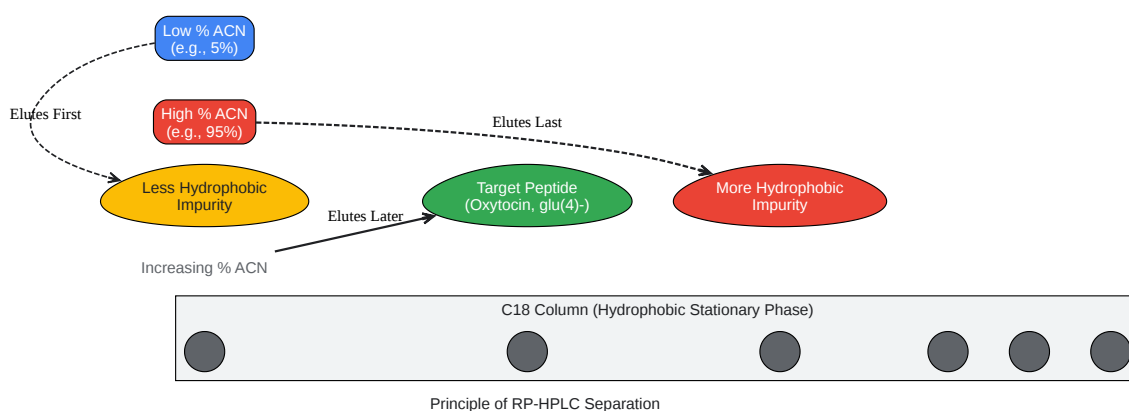 Low % ACN
(e.g., 5%)
Elutes First
High % ACN
(e.g., 95%)
Elutes Last
Less Hydrophobic
Impurity
Target Peptide
(Oxytocin, glu(4)-)
More Hydrophobic
Impurity
Elutes Later
Increasing % ACN
C18 Column (Hydrophobic Stationary Phase)
Principle of RP-HPLC Separation